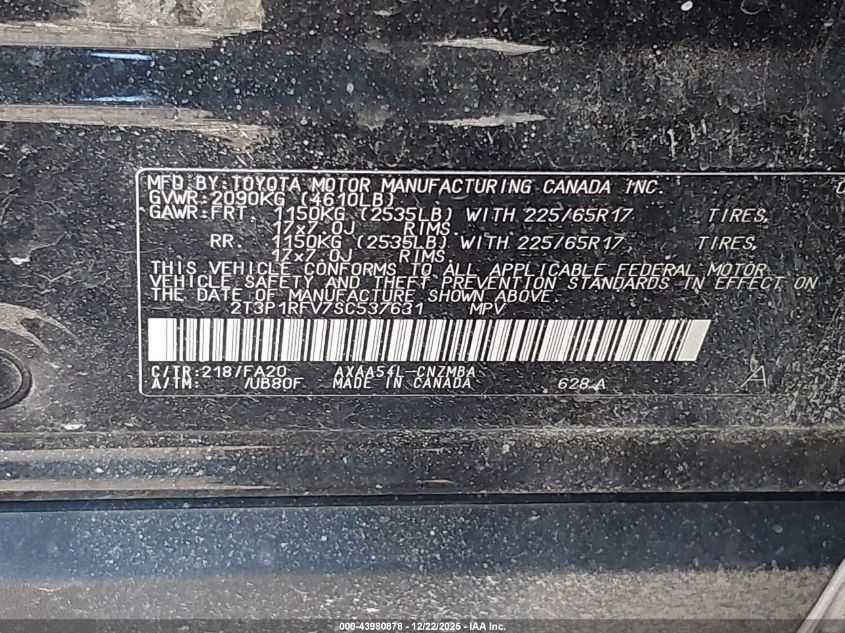 MFD. BY: TOYOTA MOTOR MANUFACTURING CANADA INC.
GVWR: 2090KG (4610LB)
GAWR: FRT. 1150KG (2535LB) WITH 225/65R17 TIRES,
17x7.0J RIMS.
RR. 1150KG (2535LB) WITH 225/65R17 TIRES,
17x7.0J RIMS.
THIS VEHICLE CONFORMS TO ALL APPLICABLE FEDERAL MOTOR
VEHICLE SAFETY AND THEFT PREVENTION STANDARDS IN EFFECT ON
THE DATE OF MANUFACTURE SHOWN ABOVE.
2T3P1RFV7SC537631 MPV
C/TR: 218/FA20 AXAA54L-CNZMBA
A/TM: /UB80F MADE IN CANADA 628 A
A
000-43980878 • 12/22/2025 - IAA Inc.